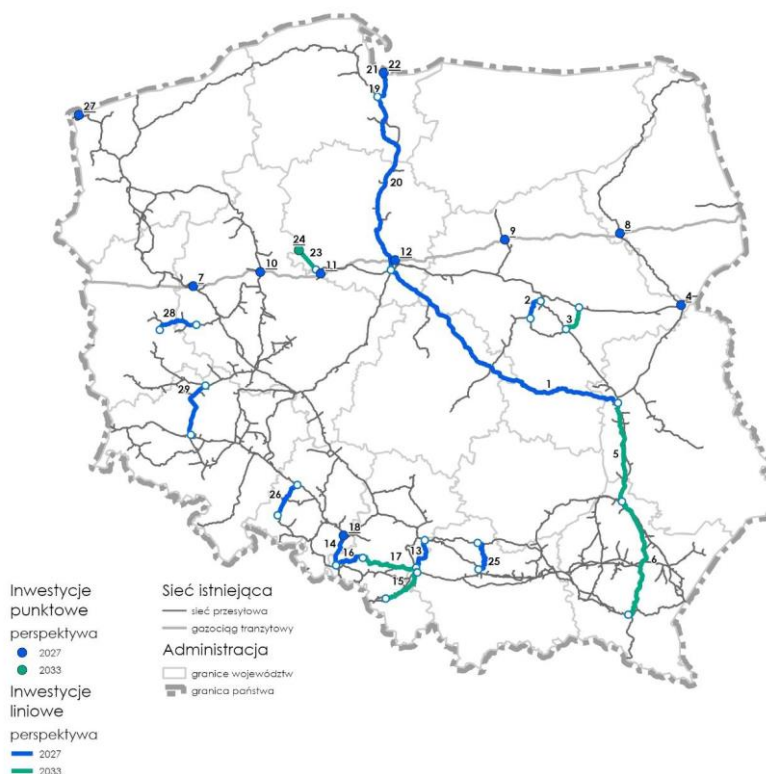 21 22
19
27
20
24
23
12
9
8
10
11
7
4
28
2
3
29
1
5
26
18
14
16
17
13
15
25
6
Inwestycje
punktowe
perspektywa
2027
2033
Inwestycje
liniowe
perspektywa
2027
2033
Sieć istniejąca
sieć przesyłowa
gazociąg tranzytowy
Administracja
granice województw
granica państwa